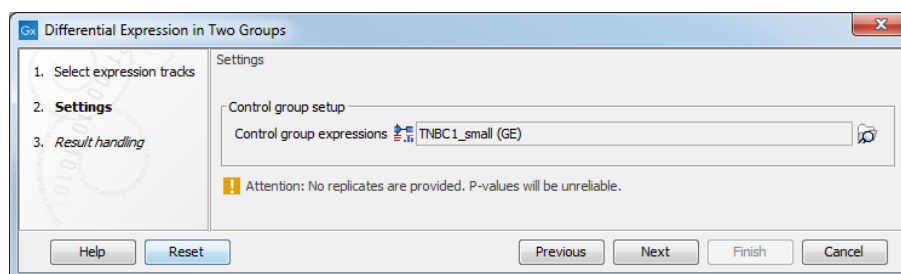 Gx Differential Expression in Two Groups
1. Select expression tracks
2. Settings
3. Result handling
Settings
Control group setup
Control group expressions TNBC1_small (GE)
Attention: No replicates are provided. P-values will be unreliable.
Help Reset Previous Next Finish Cancel